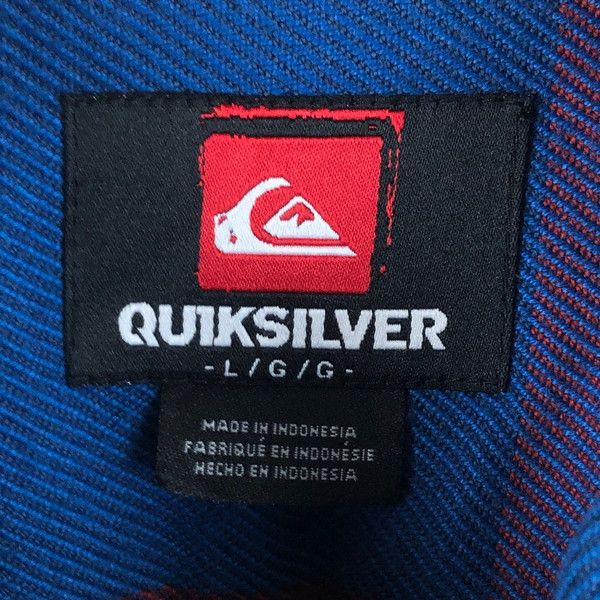 QUIKSILVER
- L / G / G -
MADE IN INDONESIA
FABRIQUÉ EN INDONÉSIE
HECHO EN INDONESIA